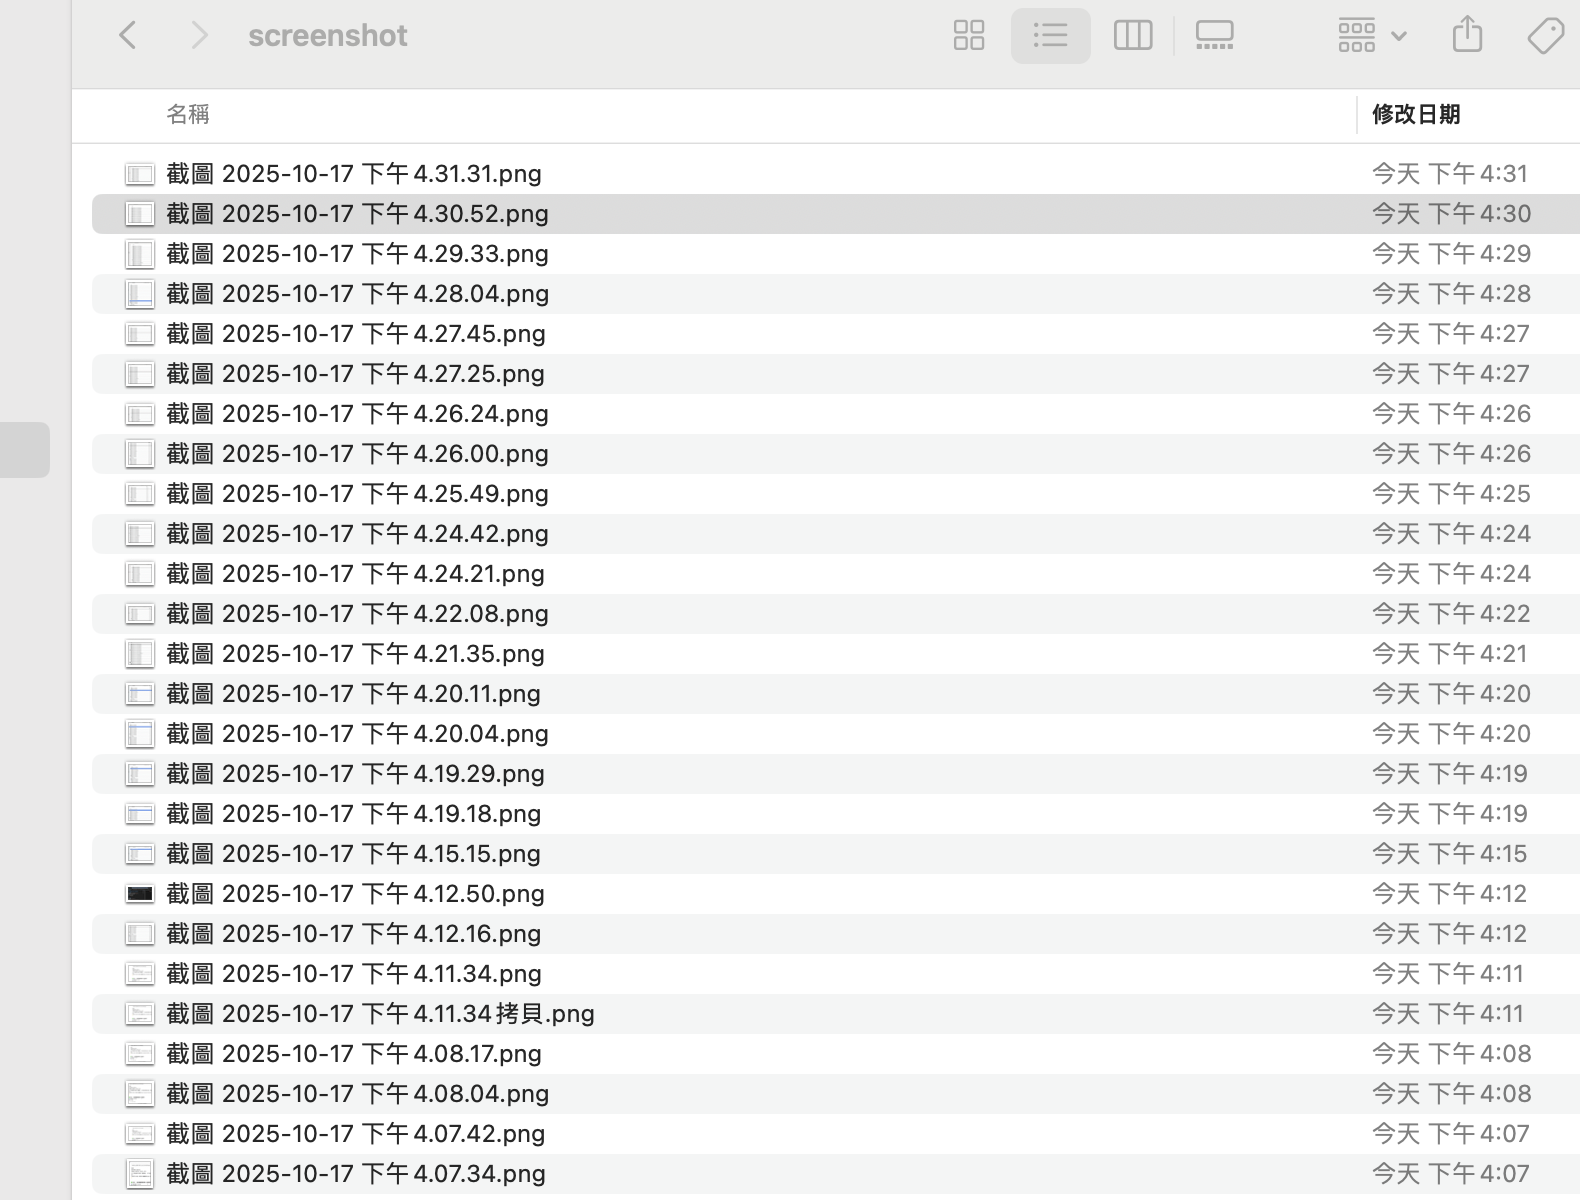 screenshot
名稱 修改日期
截圖 2025-10-17 下午4.31.31.png 今天 下午4:31
截圖 2025-10-17 下午4.30.52.png 今天 下午4:30
截圖 2025-10-17 下午4.29.33.png 今天 下午4:29
截圖 2025-10-17 下午4.28.04.png 今天 下午4:28
截圖 2025-10-17 下午4.27.45.png 今天 下午4:27
截圖 2025-10-17 下午4.27.25.png 今天 下午4:27
截圖 2025-10-17 下午4.26.24.png 今天 下午4:26
截圖 2025-10-17 下午4.26.00.png 今天 下午4:26
截圖 2025-10-17 下午4.25.49.png 今天 下午4:25
截圖 2025-10-17 下午4.24.42.png 今天 下午4:24
截圖 2025-10-17 下午4.24.21.png 今天 下午4:24
截圖 2025-10-17 下午4.22.08.png 今天 下午4:22
截圖 2025-10-17 下午4.21.35.png 今天 下午4:21
截圖 2025-10-17 下午4.20.11.png 今天 下午4:20
截圖 2025-10-17 下午4.20.04.png 今天 下午4:20
截圖 2025-10-17 下午4.19.29.png 今天 下午4:19
截圖 2025-10-17 下午4.19.18.png 今天 下午4:19
截圖 2025-10-17 下午4.15.15.png 今天 下午4:15
截圖 2025-10-17 下午4.12.50.png 今天 下午4:12
截圖 2025-10-17 下午4.12.16.png 今天 下午4:12
截圖 2025-10-17 下午4.11.34.png 今天 下午4:11
截圖 2025-10-17 下午4.11.34拷貝.png 今天 下午4:11
截圖 2025-10-17 下午4.08.17.png 今天 下午4:08
截圖 2025-10-17 下午4.08.04.png 今天 下午4:08
截圖 2025-10-17 下午4.07.42.png 今天 下午4:07
截圖 2025-10-17 下午4.07.34.png 今天 下午4:07